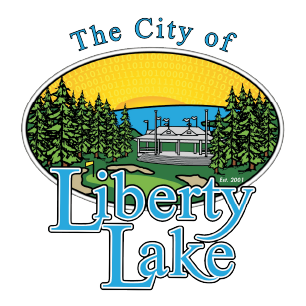 The City of
Est. 2001
Liberty
Lake